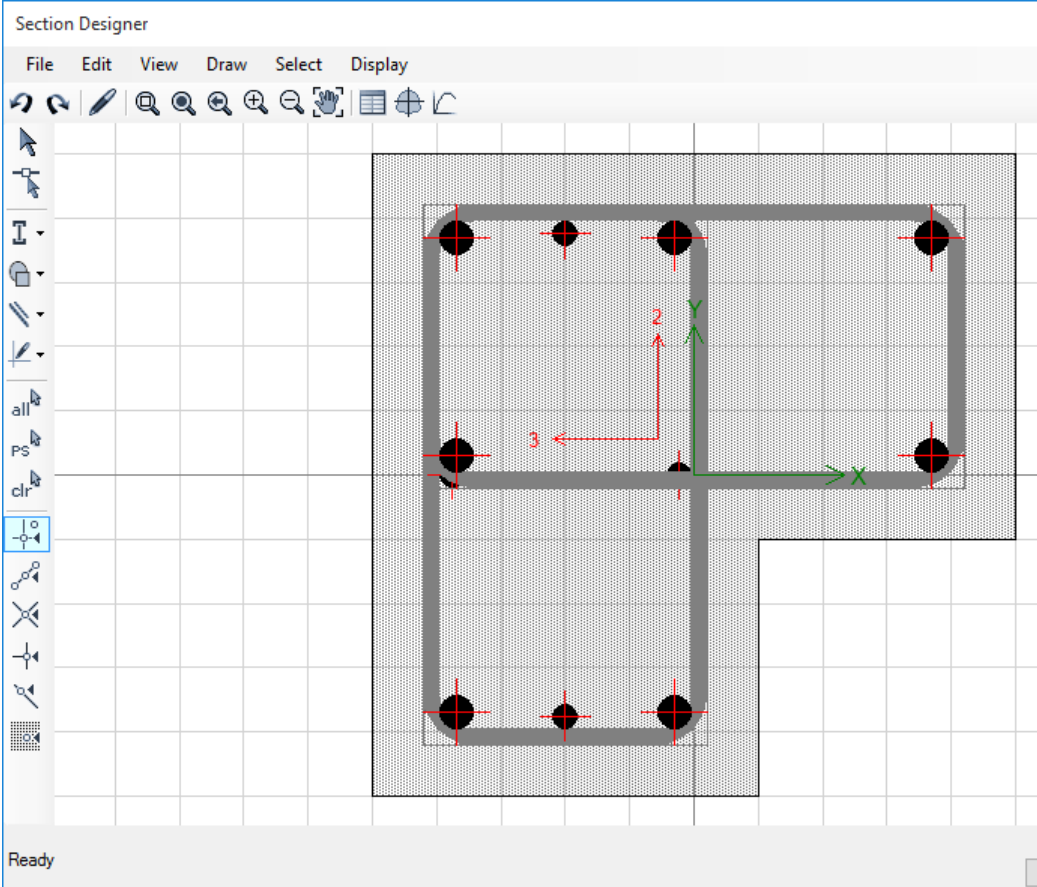 Section Designer
File Edit View Draw Select Display
all
PS
clr
2
Y
3
X
Ready